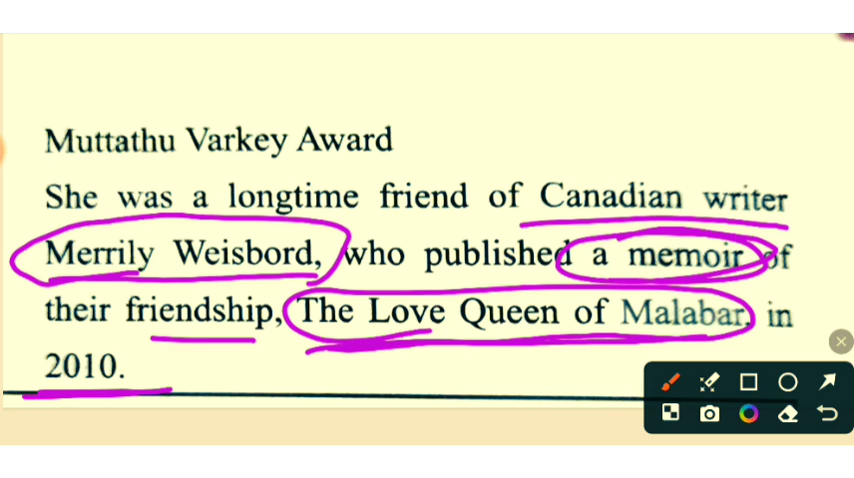 Muttathu Varkey Award
She was a longtime friend of Canadian writer
Merrily Weisbord, who published a memoir of
their friendship, The Love Queen of Malabar, in
2010.